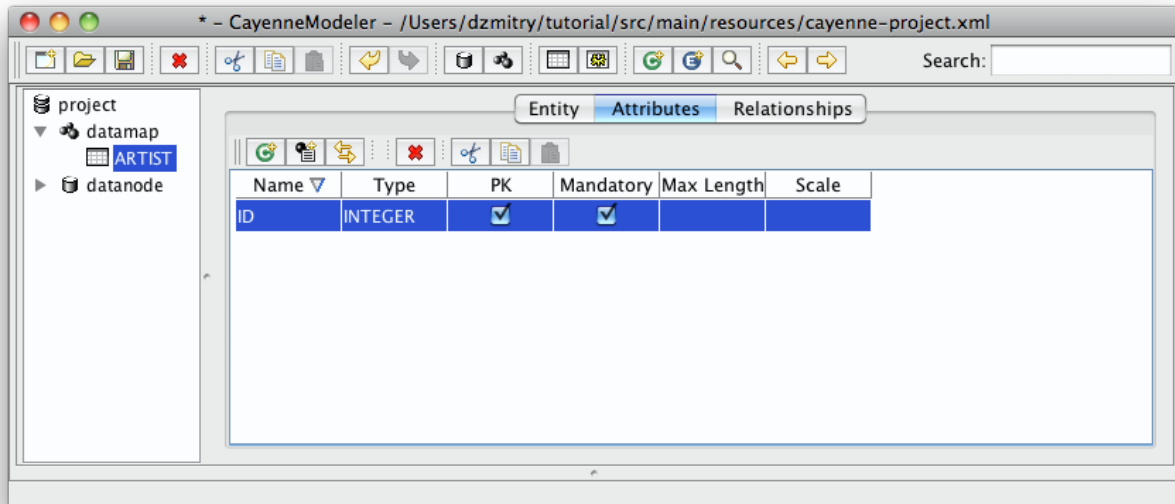 * – CayenneModeler – /Users/dzmitry/tutorial/src/main/resources/cayenne-project.xml
Search:
project
datamap
ARTIST
datanode
Entity Attributes Relationships
Name Type PK Mandatory Max Length Scale
ID INTEGER